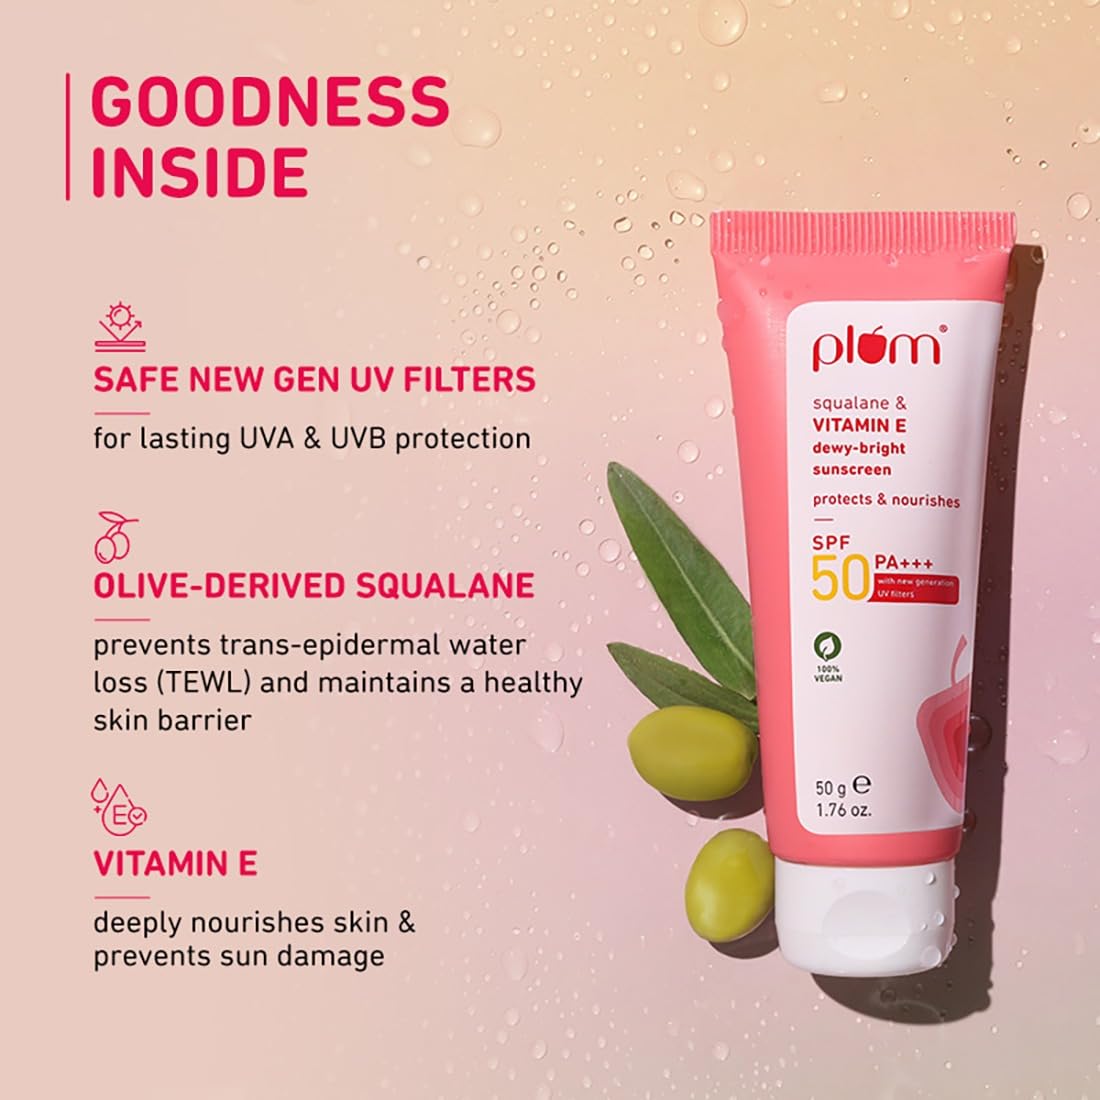 GOODNESS
INSIDE
SAFE NEW GEN UV FILTERS
for lasting UVA & UVB protection
OLIVE-DERIVED SQUALANE
prevents trans-epidermal water
loss (TEWL) and maintains a healthy
skin barrier
E
VITAMIN E
deeply nourishes skin &
prevents sun damage
plum®
squalane &
VITAMIN E
dewy-bright
sunscreen
protects & nourishes
SPF
50 PA+++
with new generation
UV filters
100%
VEGAN
50 g e
1.76 oz.